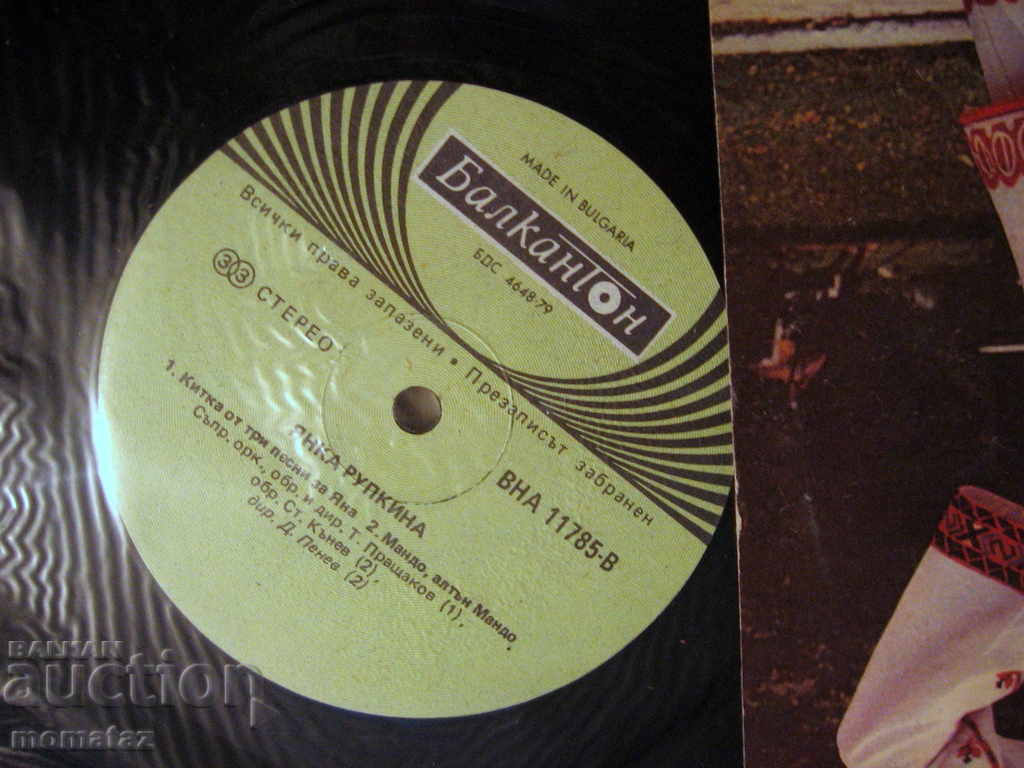 MADE IN BULGARIA
БалканТон
БДС 4648-79
Всички права запазени • Презаписът забранен
33 СТЕРЕО
ВНА 11785-В
ЯНКА РУПКИНА
1. Китка от три песни за Яна 2. Мандо, алтън Мандо
Съпр. орк., обр. и дир. Т. Пращаков (1),
обр. Ст. Кънев (2),
дир. Д. Пенев (2)
BANTAN
auction
momataz